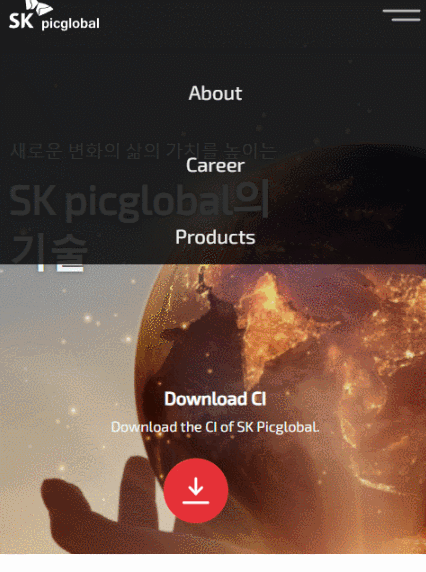 SK picglobal
About
새로운 변화의 삶의 가치를 높이는
Career
SK picglobal의
Products
기술
Download CI
Download the CI of SK Picglobal.